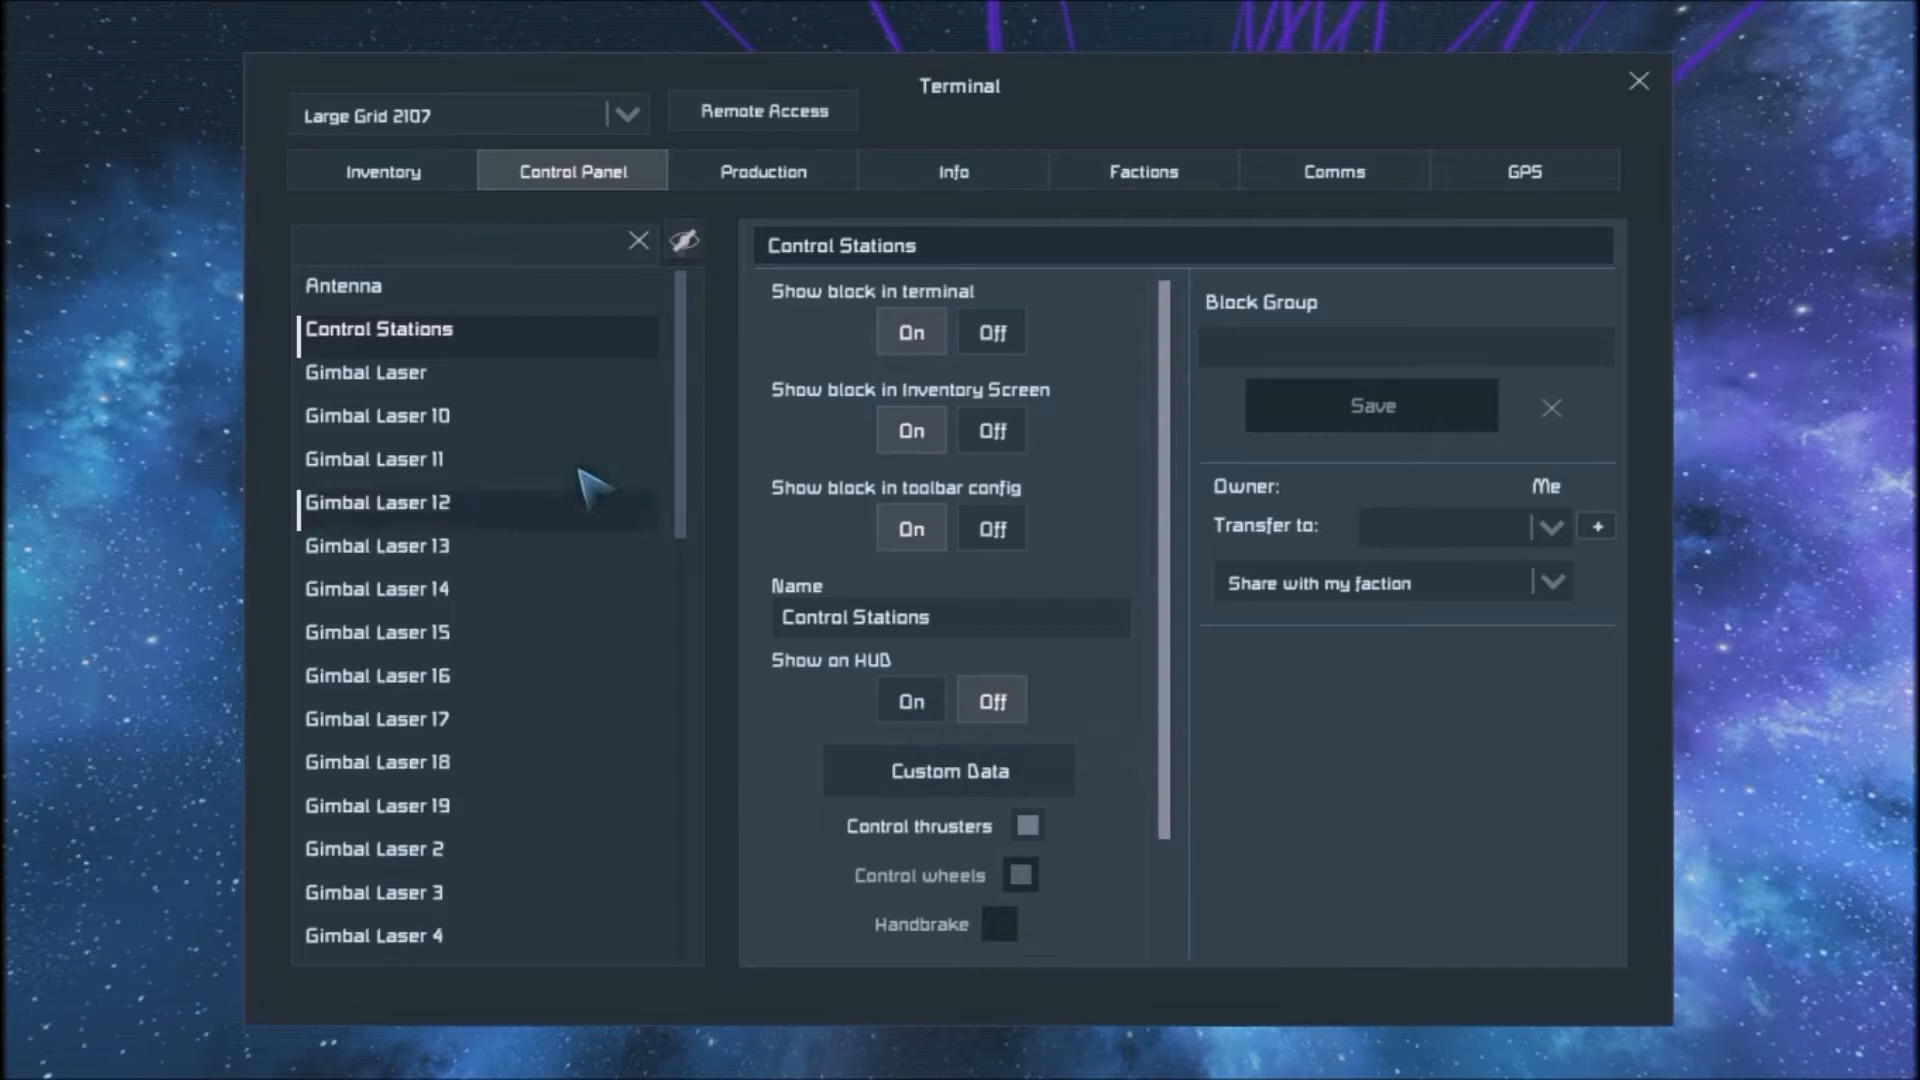 Terminal
Large Grid 2107
Remote Access
Inventory
Control Panel
Production
Info
Factions
Comms
GPS
Antenna
Control Stations
Gimbal Laser
Gimbal Laser 10
Gimbal Laser 11
Gimbal Laser 12
Gimbal Laser 13
Gimbal Laser 14
Gimbal Laser 15
Gimbal Laser 16
Gimbal Laser 17
Gimbal Laser 18
Gimbal Laser 19
Gimbal Laser 2
Gimbal Laser 3
Gimbal Laser 4
Control Stations
Show block in terminal
On Off
Show block in Inventory Screen
On Off
Show block in toolbar config
On Off
Name
Control Stations
Show on HUD
On Off
Custom Data
Control thrusters
Control wheels
Handbrake
Block Group
Save
Owner: Me
Transfer to: +
Share with my faction